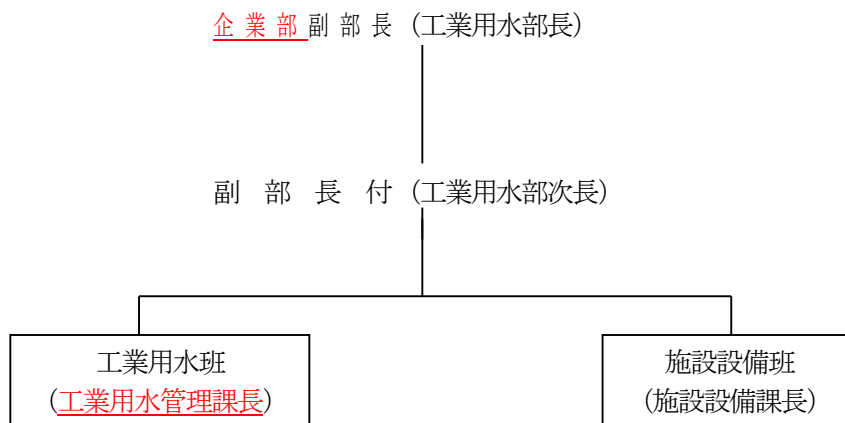 企業部副部長（工業用水部長）
副部長付（工業用水部次長）
工業用水班
（工業用水管理課長）
施設設備班
（施設設備課長）